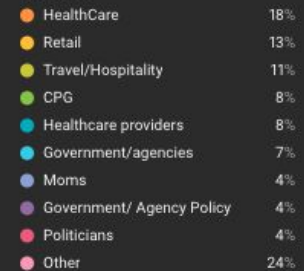 HealthCare 18%
Retail 13%
Travel/Hospitality 11%
CPG 8%
Healthcare providers 8%
Government/agencies 7%
Moms 4%
Government/ Agency Policy 4%
Politicians 4%
Other 24%